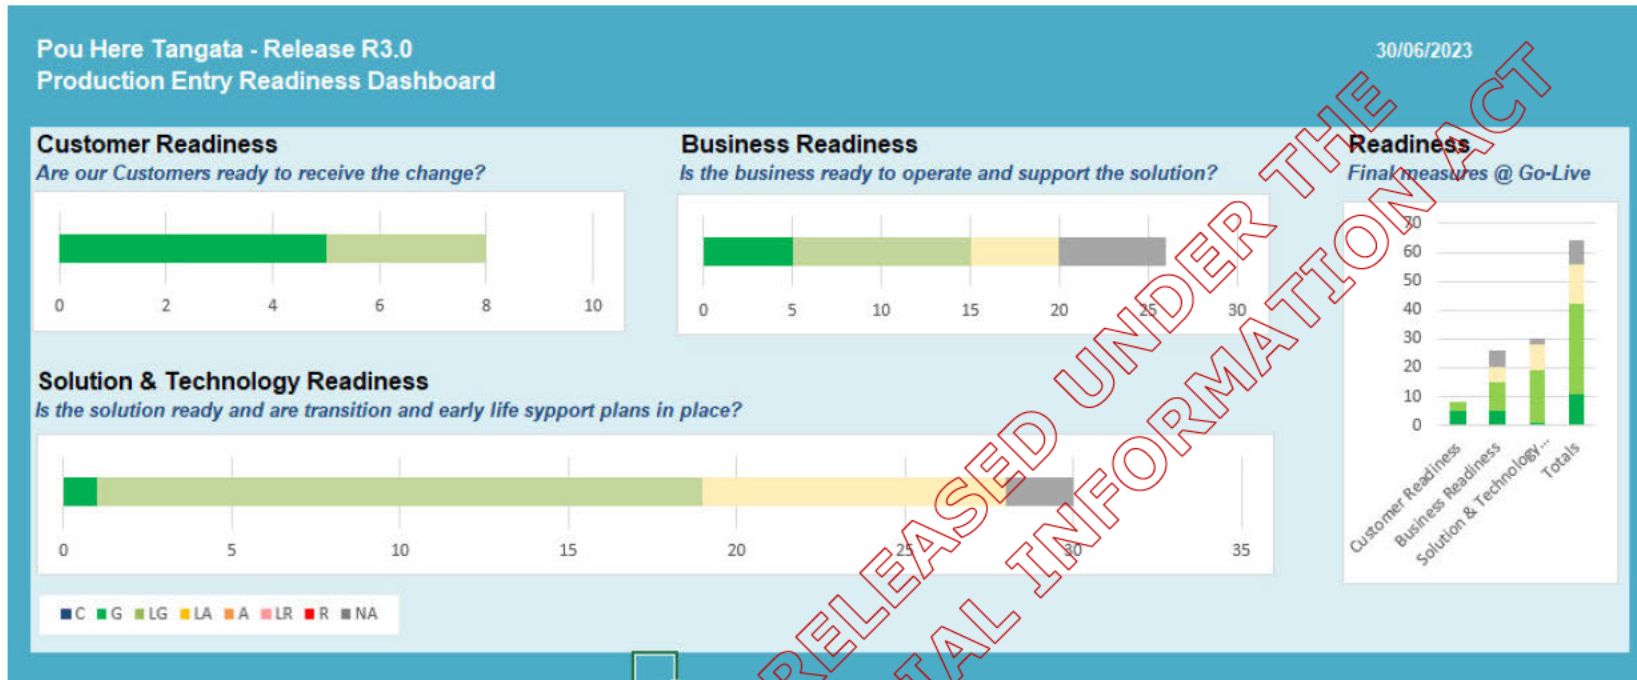 Pou Here Tangata - Release R3.0
30/06/2023
Production Entry Readiness Dashboard
Customer Readiness
Are our Customers ready to receive the change?
0 2 4 6 8 10
Business Readiness
Is the business ready to operate and support the solution?
0 5 10 15 20 25 30
Readiness
Final measures @ Go-Live
70
60
50
40
30
20
10
0
Customer Readiness
Business Readiness
Solution & Technology...
Totals
Solution & Technology Readiness
Is the solution ready and are transition and early life sypport plans in place?
0 5 10 15 20 25 30 35
C G LG LA A LR R NA
RELEASED UNDER THE
INFORMATION ACT